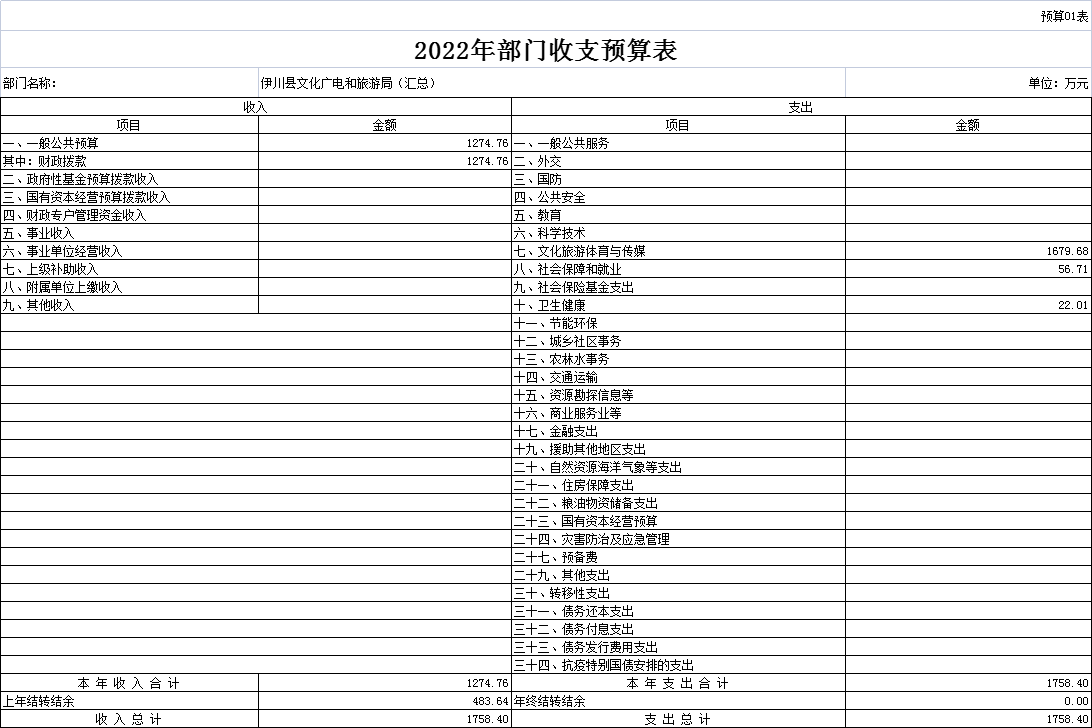 预算01表
2022年部门收支预算表
部门名称： 伊川县文化广电和旅游局（汇总） 单位：万元
收入 支出
项目 金额 项目 金额
一、一般公共预算 1274.76 一、一般公共服务
其中：财政拨款 1274.76 二、外交
二、政府性基金预算拨款收入 三、国防
三、国有资本经营预算拨款收入 四、公共安全
四、财政专户管理资金收入 五、教育
五、事业收入 六、科学技术
六、事业单位经营收入 七、文化旅游体育与传媒 1679.68
七、上级补助收入 八、社会保障和就业 56.71
八、附属单位上缴收入 九、社会保险基金支出
九、其他收入 十、卫生健康 22.01
十一、节能环保
十二、城乡社区事务
十三、农林水事务
十四、交通运输
十五、资源勘探信息等
十六、商业服务业等
十七、金融支出
十九、援助其他地区支出
二十、自然资源海洋气象等支出
二十一、住房保障支出
二十二、粮油物资储备支出
二十三、国有资本经营预算
二十四、灾害防治及应急管理
二十七、预备费
二十九、其他支出
三十、转移性支出
三十一、债务还本支出
三十二、债务付息支出
三十三、债务发行费用支出
三十四、抗疫特别国债安排的支出
本 年 收 入 合 计 1274.76 本 年 支 出 合 计 1758.40
上年结转结余 483.64 年终结转结余 0.00
收 入 总 计 1758.40 支 出 总 计 1758.40